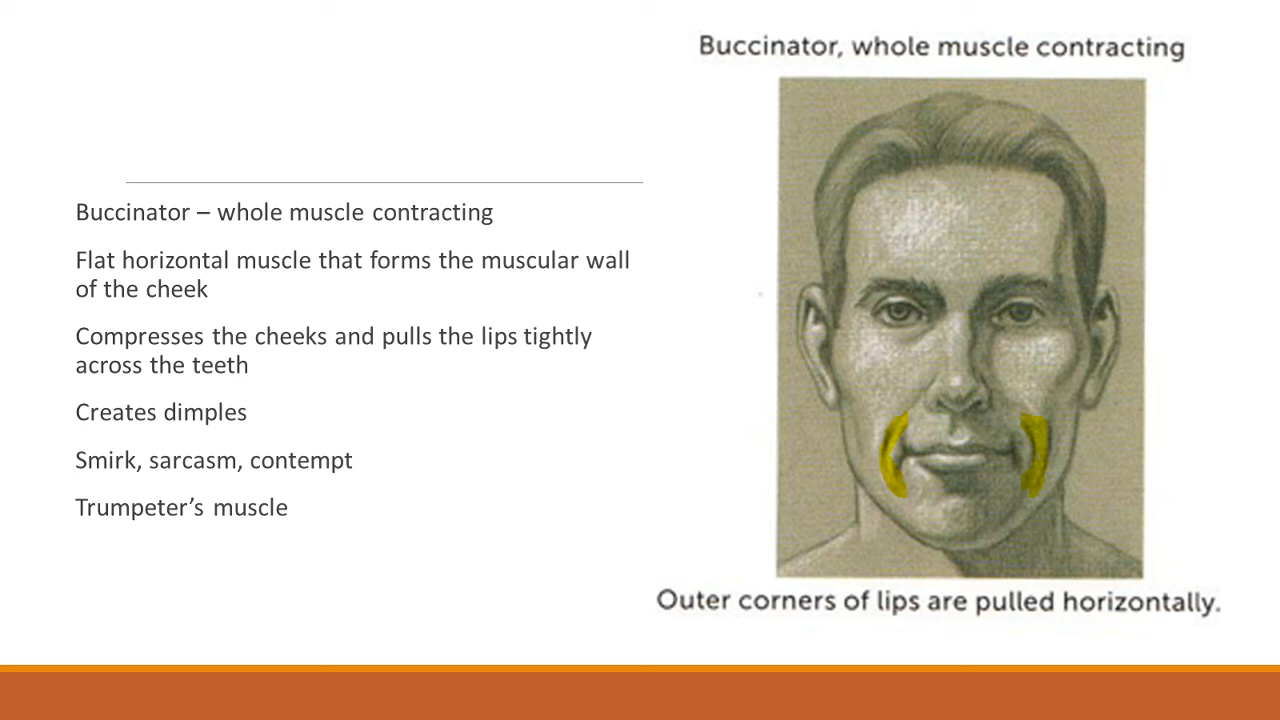 Buccinator, whole muscle contracting
Buccinator – whole muscle contracting
Flat horizontal muscle that forms the muscular wall
of the cheek
Compresses the cheeks and pulls the lips tightly
across the teeth
Creates dimples
Smirk, sarcasm, contempt
Trumpeter’s muscle
Outer corners of lips are pulled horizontally.